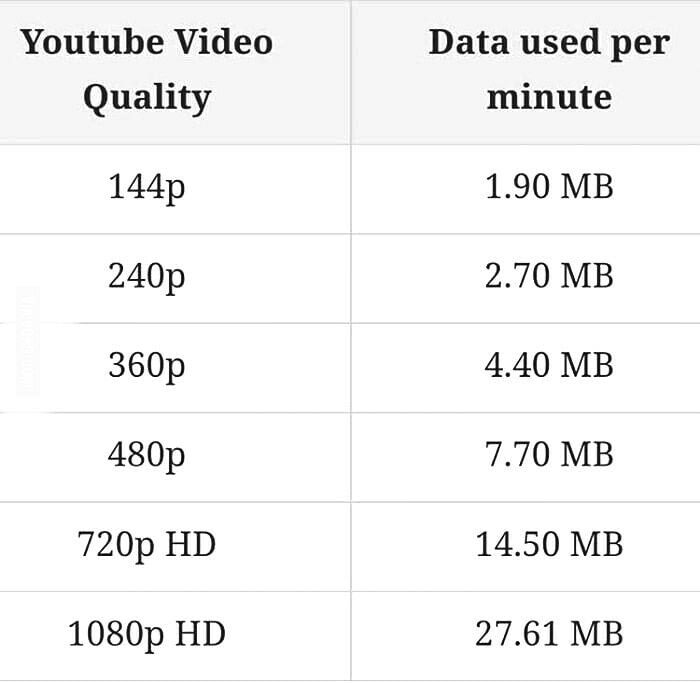 Youtube Video Data used per
Quality minute
144p 1.90 MB
240p 2.70 MB
360p 4.40 MB
480p 7.70 MB
720p HD 14.50 MB
1080p HD 27.61 MB